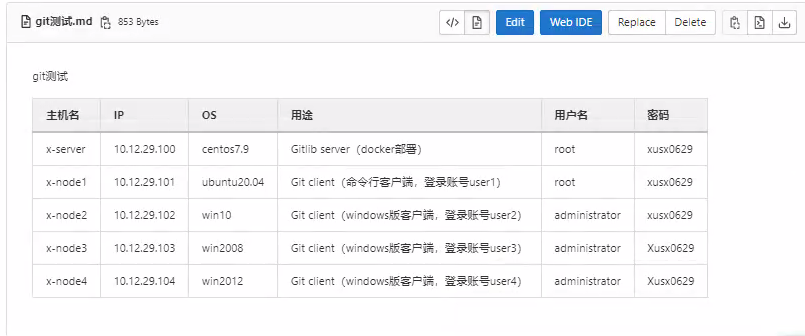 git测试.md 853 Bytes Edit Web IDE Replace Delete
git测试
主机名 IP OS 用途 用户名 密码
x-server 10.12.29.100 centos7.9 Gitlib server（docker部署） root xusx0629
x-node1 10.12.29.101 ubuntu20.04 Git client（命令行客户端，登录账号user1） root xusx0629
x-node2 10.12.29.102 win10 Git client（windows版客户端，登录账号user2） administrator xusx0629
x-node3 10.12.29.103 win2008 Git client（windows版客户端，登录账号user3） administrator Xusx0629
x-node4 10.12.29.104 win2012 Git client（windows版客户端，登录账号user4） administrator Xusx0629